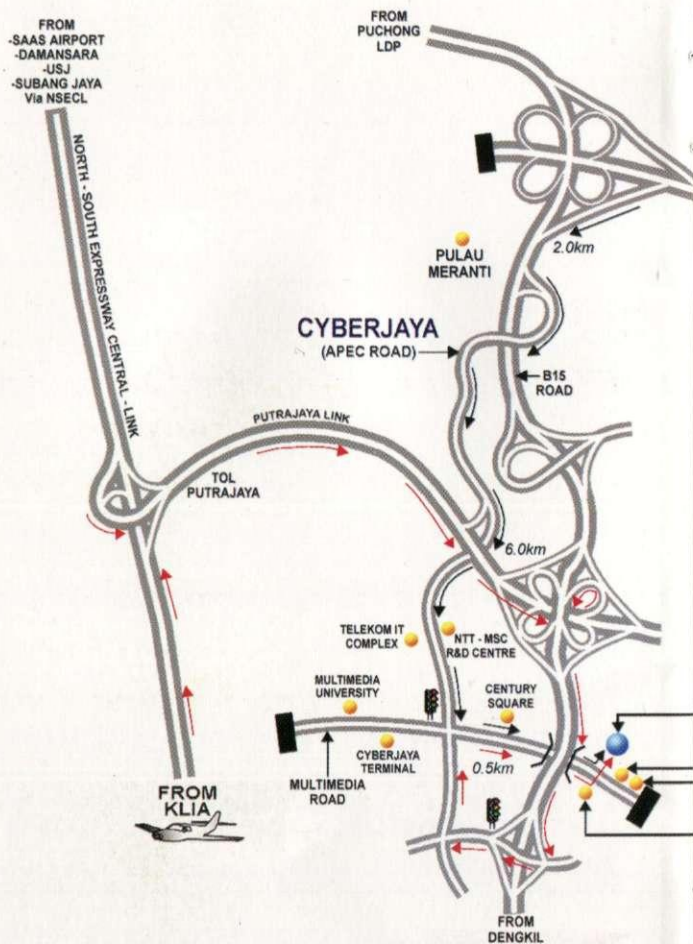 FROM
-SAAS AIRPORT
-DAMANSARA
-USJ
-SUBANG JAYA
Via NSECL
FROM
PUCHONG
LDP
NORTH - SOUTH EXPRESSWAY CENTRAL - LINK
2.0km
PULAU
MERANTI
CYBERJAYA
(APEC ROAD)
B15
ROAD
PUTRAJAYA LINK
TOL
PUTRAJAYA
6.0km
TELEKOM IT
COMPLEX
NTT - MSC
R&D CENTRE
MULTIMEDIA
UNIVERSITY
CENTURY
SQUARE
CYBERJAYA
TERMINAL
0.5km
MULTIMEDIA
ROAD
FROM
KLIA
FROM
DENGKIL